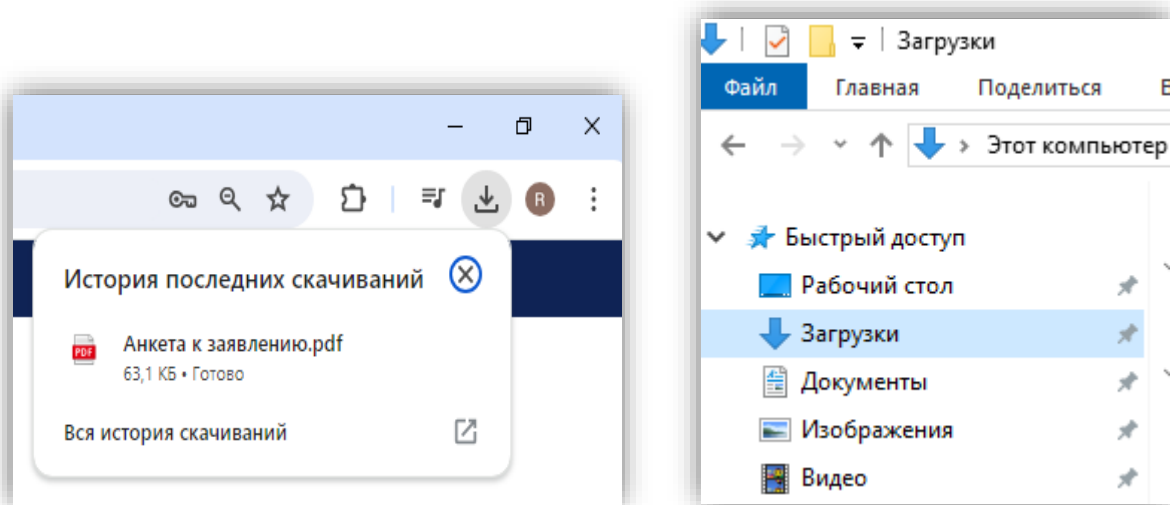 R
История последних скачиваний
PDF
Анкета к заявлению.pdf
63,1 КБ • Готово
Вся история скачиваний
Загрузки
Файл Главная Поделиться
Этот компьютер
Быстрый доступ
Рабочий стол
Загрузки
Документы
Изображения
Видео